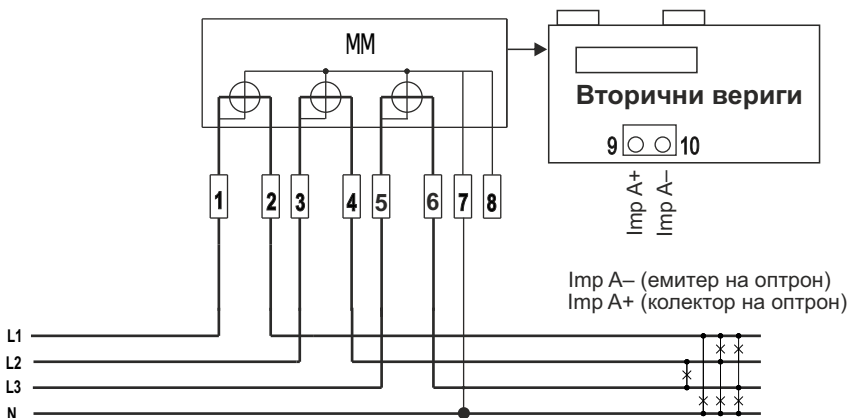 MM
Вторични вериги
9 10
Imp A+
Imp A–
1 2 3 4 5 6 7 8
Imp A– (емитер на оптрон)
Imp A+ (колектор на оптрон)
L1
L2
L3
N